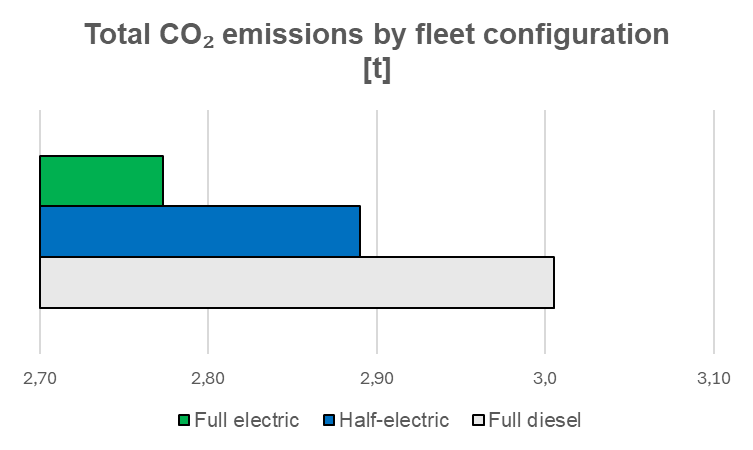 Total CO₂ emissions by fleet configuration
[t]
2,70 2,80 2,90 3,0 3,10
Full electric Half-electric Full diesel